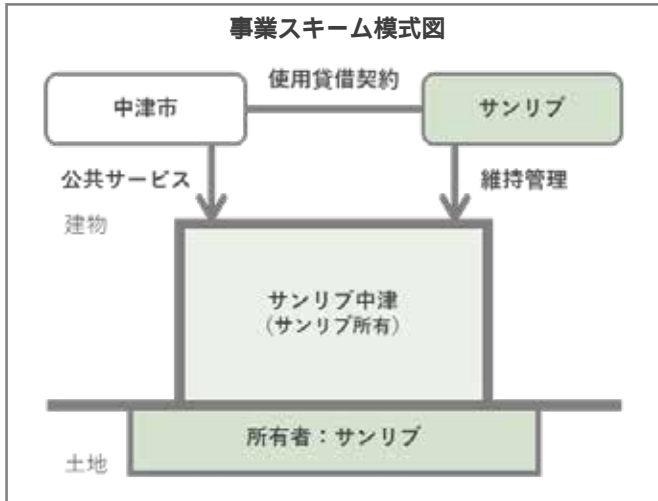 事業スキーム模式図
使用貸借契約
中津市
サンリブ
公共サービス
維持管理
建物
サンリブ中津
（サンリブ所有）
所有者：サンリブ
土地